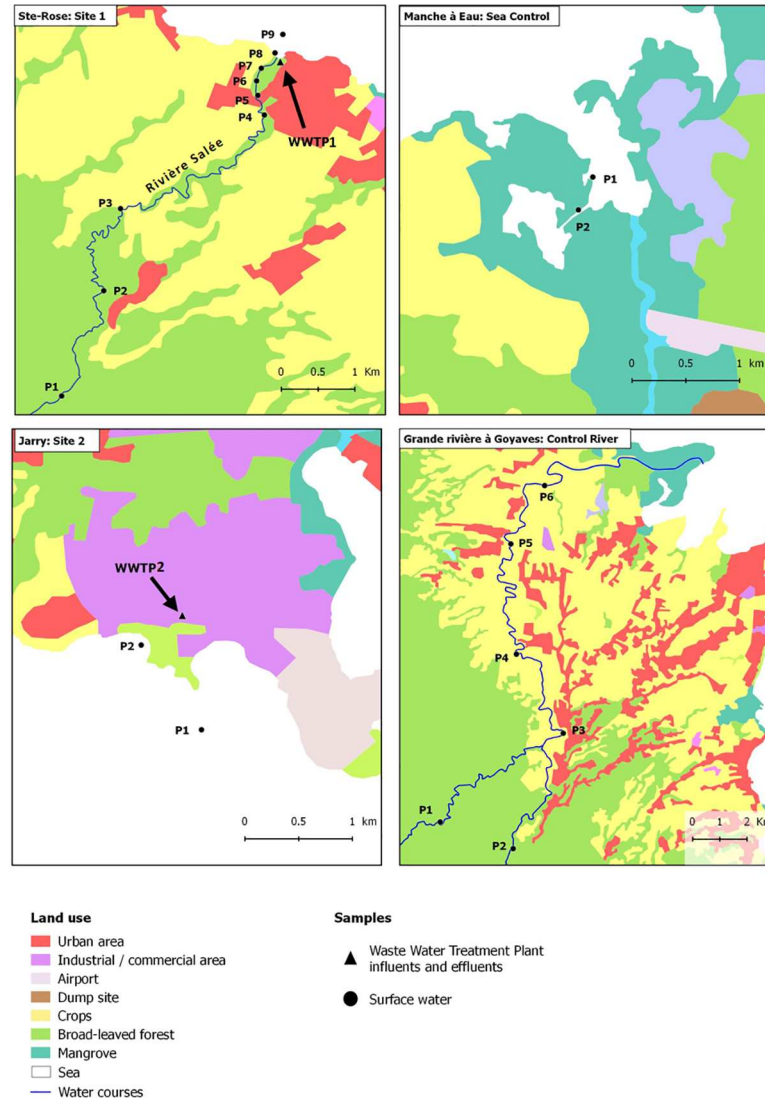 Ste-Rose: Site 1
P9
P8
P7
P6
P5
P4
WWTP1
Rivière Salée
P3
P2
P1
0 0.5 1 Km
Manche à Eau: Sea Control
P1
P2
0 0.5 1 km
Jarry: Site 2
WWTP2
P2
P1
0 0.5 1 km
Grande rivière à Goyaves: Control River
P6
P5
P4
P3
P1
P2
0 1 2 Km
Land use
Urban area
Industrial / commercial area
Airport
Dump site
Crops
Broad-leaved forest
Mangrove
Sea
Water courses
Samples
Waste Water Treatment Plant
influents and effluents
Surface water